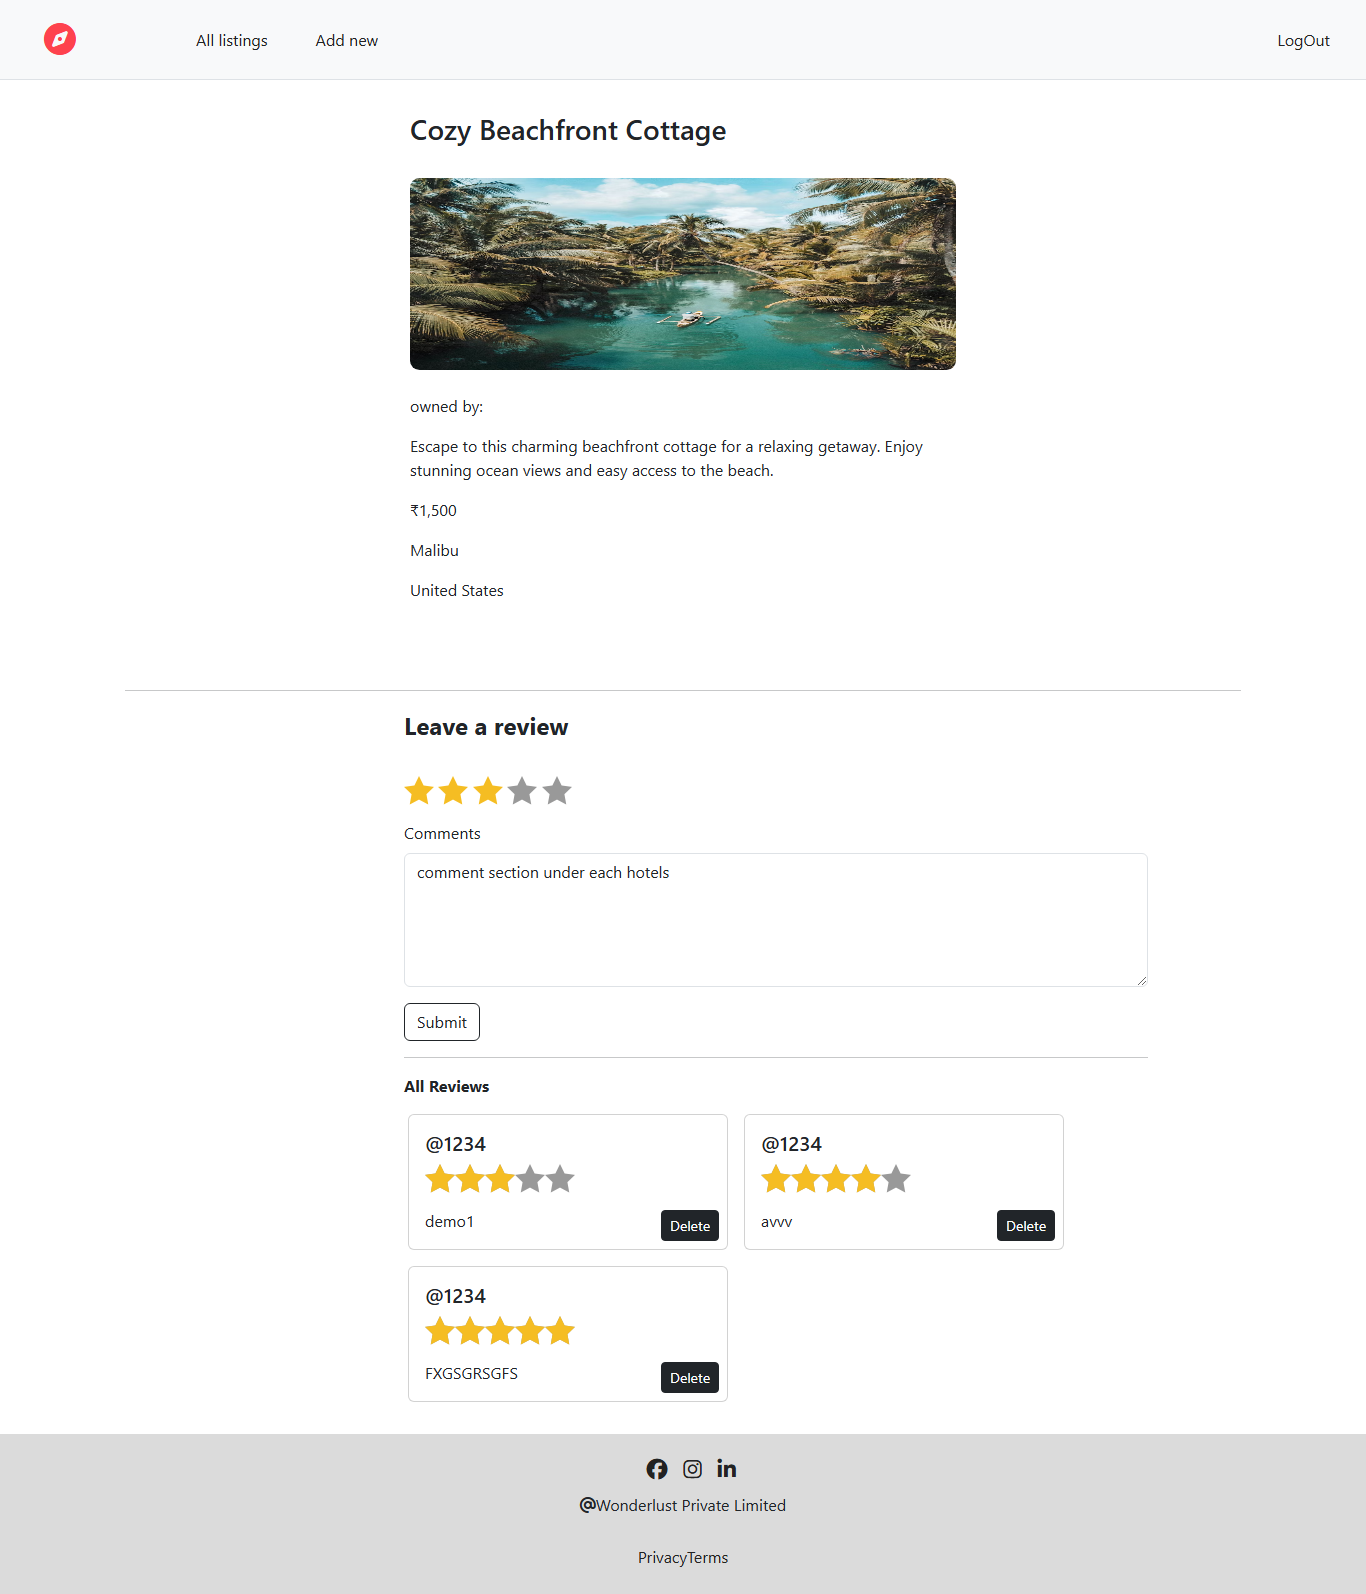 All listings
Add new
LogOut
Cozy Beachfront Cottage
owned by:
Escape to this charming beachfront cottage for a relaxing getaway. Enjoy
stunning ocean views and easy access to the beach.
₹1,500
Malibu
United States
Leave a review
Comments
comment section under each hotels
Submit
All Reviews
@1234
demo1
Delete
@1234
avvv
Delete
@1234
FXGSGRSGFS
Delete
@Wonderlust Private Limited
PrivacyTerms